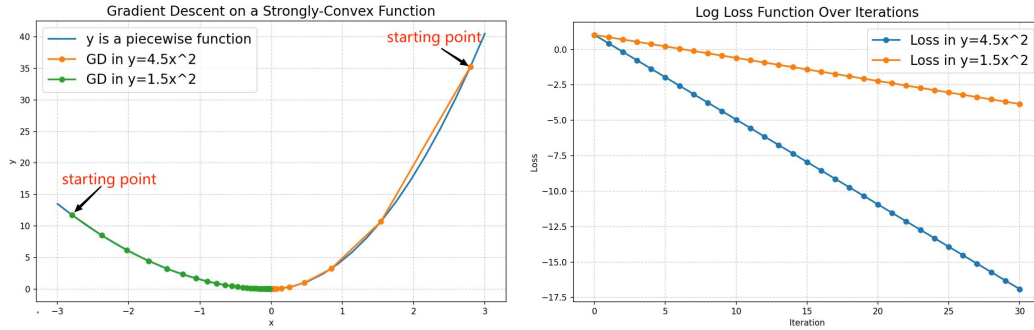 Gradient Descent on a Strongly-Convex Function
y is a piecewise function
GD in y=4.5x^2
GD in y=1.5x^2
starting point
starting point
40
35
30
25
20
15
10
5
0
y
−3
−2
−1
0
1
2
3
x
Log Loss Function Over Iterations
Loss in y=4.5x^2
Loss in y=1.5x^2
0.0
−2.5
−5.0
−7.5
−10.0
−12.5
−15.0
−17.5
Loss
0
5
10
15
20
25
30
Iteration